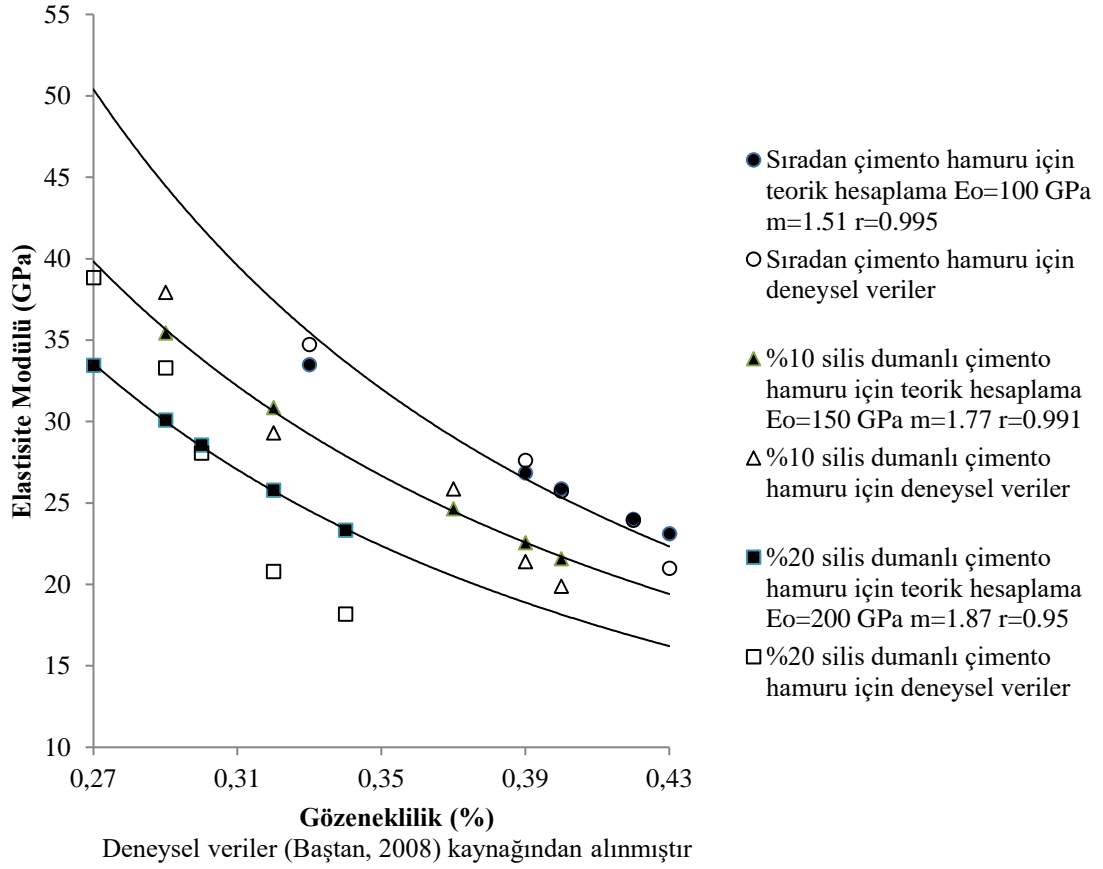 55
50
45
40
35
30
25
20
15
10
Elastisite Modülü (GPa)
0,27
0,31
0,35
0,39
0,43
Gözeneklilik (%)
Deneysel veriler (Baştan, 2008) kaynağından alınmıştır
Sıradan çimento hamuru için
teorik hesaplama Eo=100 GPa
m=1.51 r=0.995
Sıradan çimento hamuru için
deneysel veriler
%10 silis dumanlı çimento
hamuru için teorik hesaplama
Eo=150 GPa m=1.77 r=0.991
%10 silis dumanlı çimento
hamuru için deneysel veriler
%20 silis dumanlı çimento
hamuru için teorik hesaplama
Eo=200 GPa m=1.87 r=0.95
%20 silis dumanlı çimento
hamuru için deneysel veriler